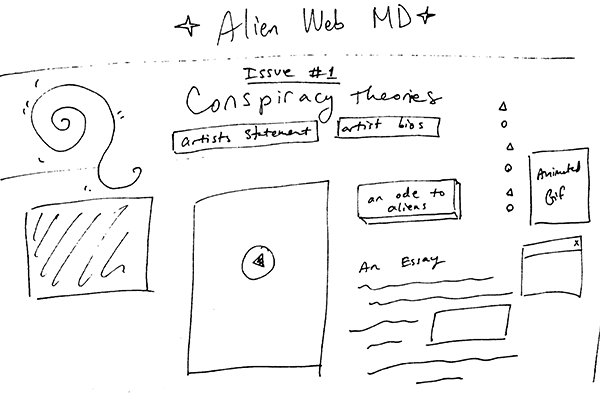 Alien Web MD
Issue #1
Conspiracy Theories
artists statement
artist bios
an ode to
aliens
Animated
Gif
x
An Essay